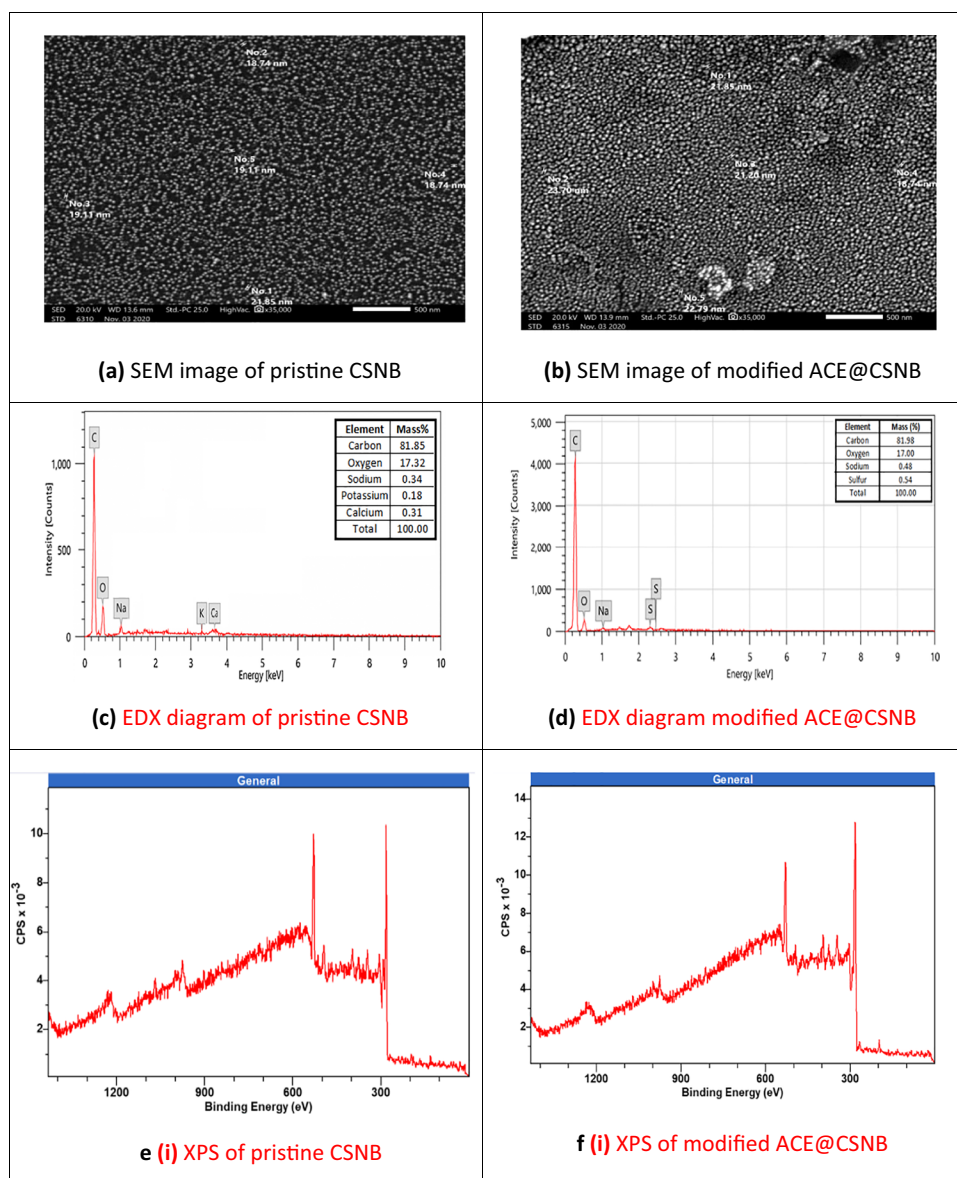 No.2
18.74 nm
No.5
19.11 nm
No.4
18.74 nm
No.3
19.11 nm
No.1
21.85 nm
SED 20.0 kV WD 13.6 mm Std.-PC 25.0 HighVac. x35,000 500 nm
STD 6310 Nov. 03 2020
(a) SEM image of pristine CSNB
No.1
21.85 nm
21.20 nm
No.2
23.70 nm
18.74 nm
No.5
22.79 nm
SED 20.0 kV WD 13.9 mm Std.-PC 25.0 HighVac. x35,000 500 nm
STD 6315 Nov. 03 2020
(b) SEM image of modified ACE@CSNB
Intensity [Counts]
1,000
500
0
C
O
Na
K
Ca
Element Mass%
Carbon 81.85
Oxygen 17.32
Sodium 0.34
Potassium 0.18
Calcium 0.31
Total 100.00
0 1 2 3 4 5 6 7 8 9 10
Energy [keV]
(c) EDX diagram of pristine CSNB
Intensity [Counts]
5,000
4,000
3,000
2,000
1,000
0
C
O
Na
S
S
Element Mass (%)
Carbon 81.98
Oxygen 17.00
Sodium 0.48
Sulfur 0.54
Total 100.00
0 1 2 3 4 5 6 7 8 9 10
Energy [keV]
(d) EDX diagram modified ACE@CSNB
General
CPS x 10-3
10
8
6
4
2
1200 900 600 300
Binding Energy (eV)
e (i) XPS of pristine CSNB
General
CPS x 10-3
14
12
10
8
6
4
2
1200 900 600 300
Binding Energy (eV)
f (i) XPS of modified ACE@CSNB